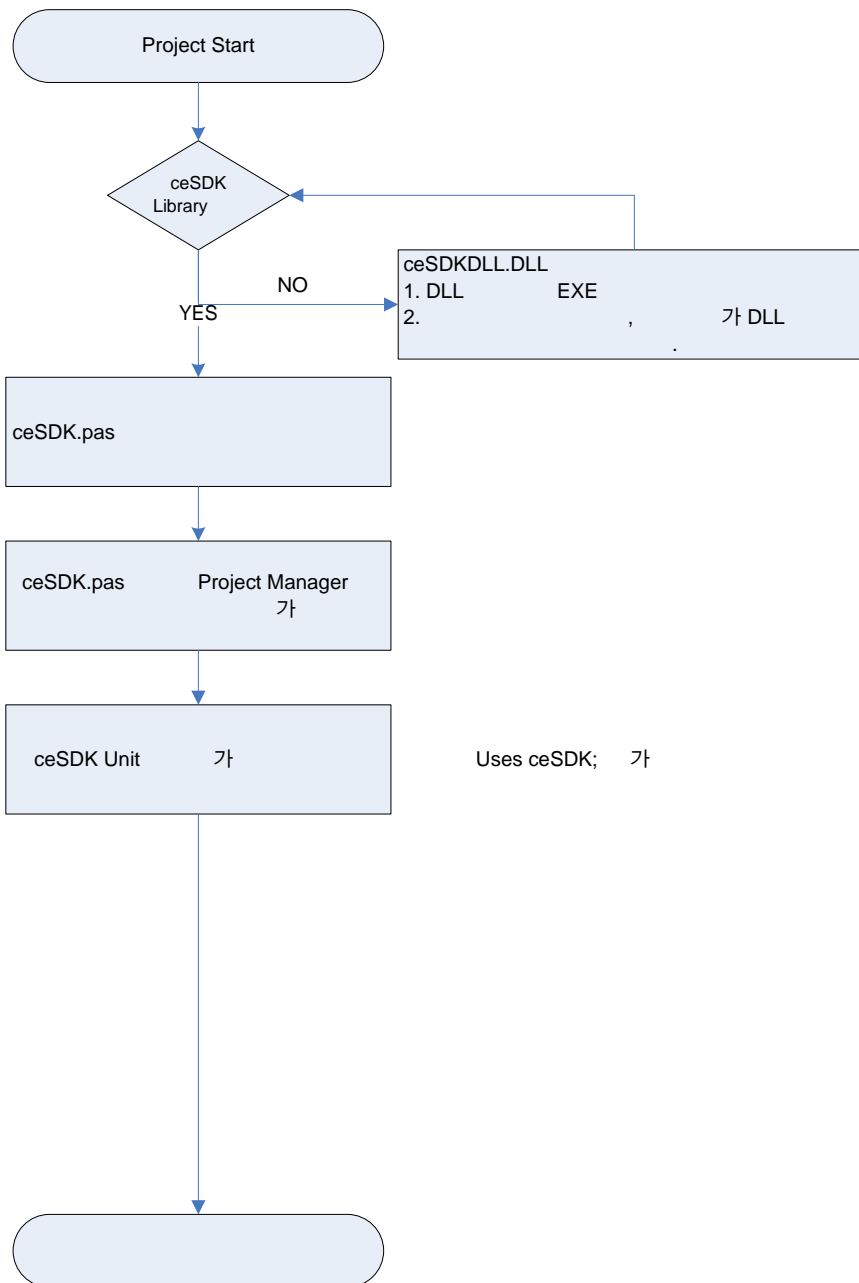 Project Start
ceSDK
Library
NO
YES
ceSDKDLL.DLL
1. DLL EXE
2. , 가 DLL
.
ceSDK.pas
ceSDK.pas Project Manager
가
ceSDK Unit 가
Uses ceSDK; 가